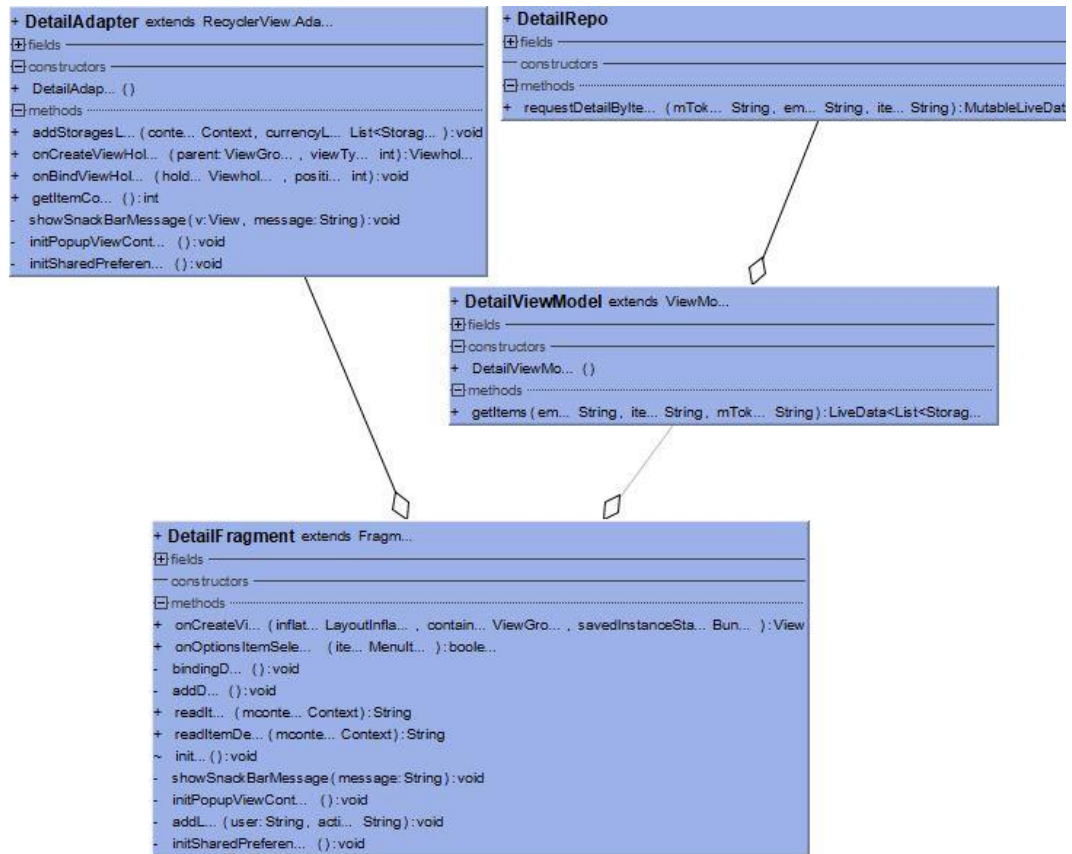 + DetailAdapter extends RecyclerView.Ada...
fields
constructors
+ DetailAdap... ()
methods
+ addStoragesL... (conte... Context, currencyL... List<Storag... ):void
+ onCreateViewHol... (parent:ViewGro... , viewTy... int):Viewhol...
+ onBindViewHol... (hold... Viewhol... , positi... int):void
+ getItemCo... ():int
- showSnackBarMessage(v:View, message:String):void
- initPopupViewCont... ():void
- initSharedPreferen... ():void
+ DetailRepo
fields
constructors
methods
+ requestDetailByIte... (mTok... String, em... String, ite... String):MutableLiveDat
+ DetailViewModel extends ViewMo...
fields
constructors
+ DetailViewMo... ()
methods
+ getItems(em... String, ite... String, mTok... String):LiveData<List<Storag...
+ DetailFragment extends Fragm...
fields
constructors
methods
+ onCreateVi... (inflat... LayoutInfla... , contain... ViewGro... , savedInstanceSta... Bun... ):View
+ onOptionsItemSele... (ite... MenuIt... ):boole...
- bindingD... ():void
- addD... ():void
+ readIt... (mconte... Context):String
+ readItemDe... (mconte... Context):String
~ init...():void
- showSnackBarMessage(message:String):void
- initPopupViewCont... ():void
- addL... (user:String, acti... String):void
- initSharedPreferen... ():void